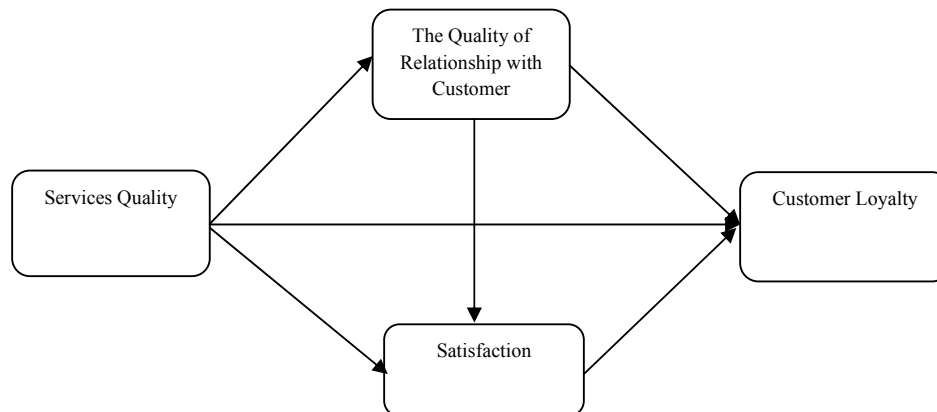 The Quality of
Relationship with
Customer
Services Quality
Customer Loyalty
Satisfaction